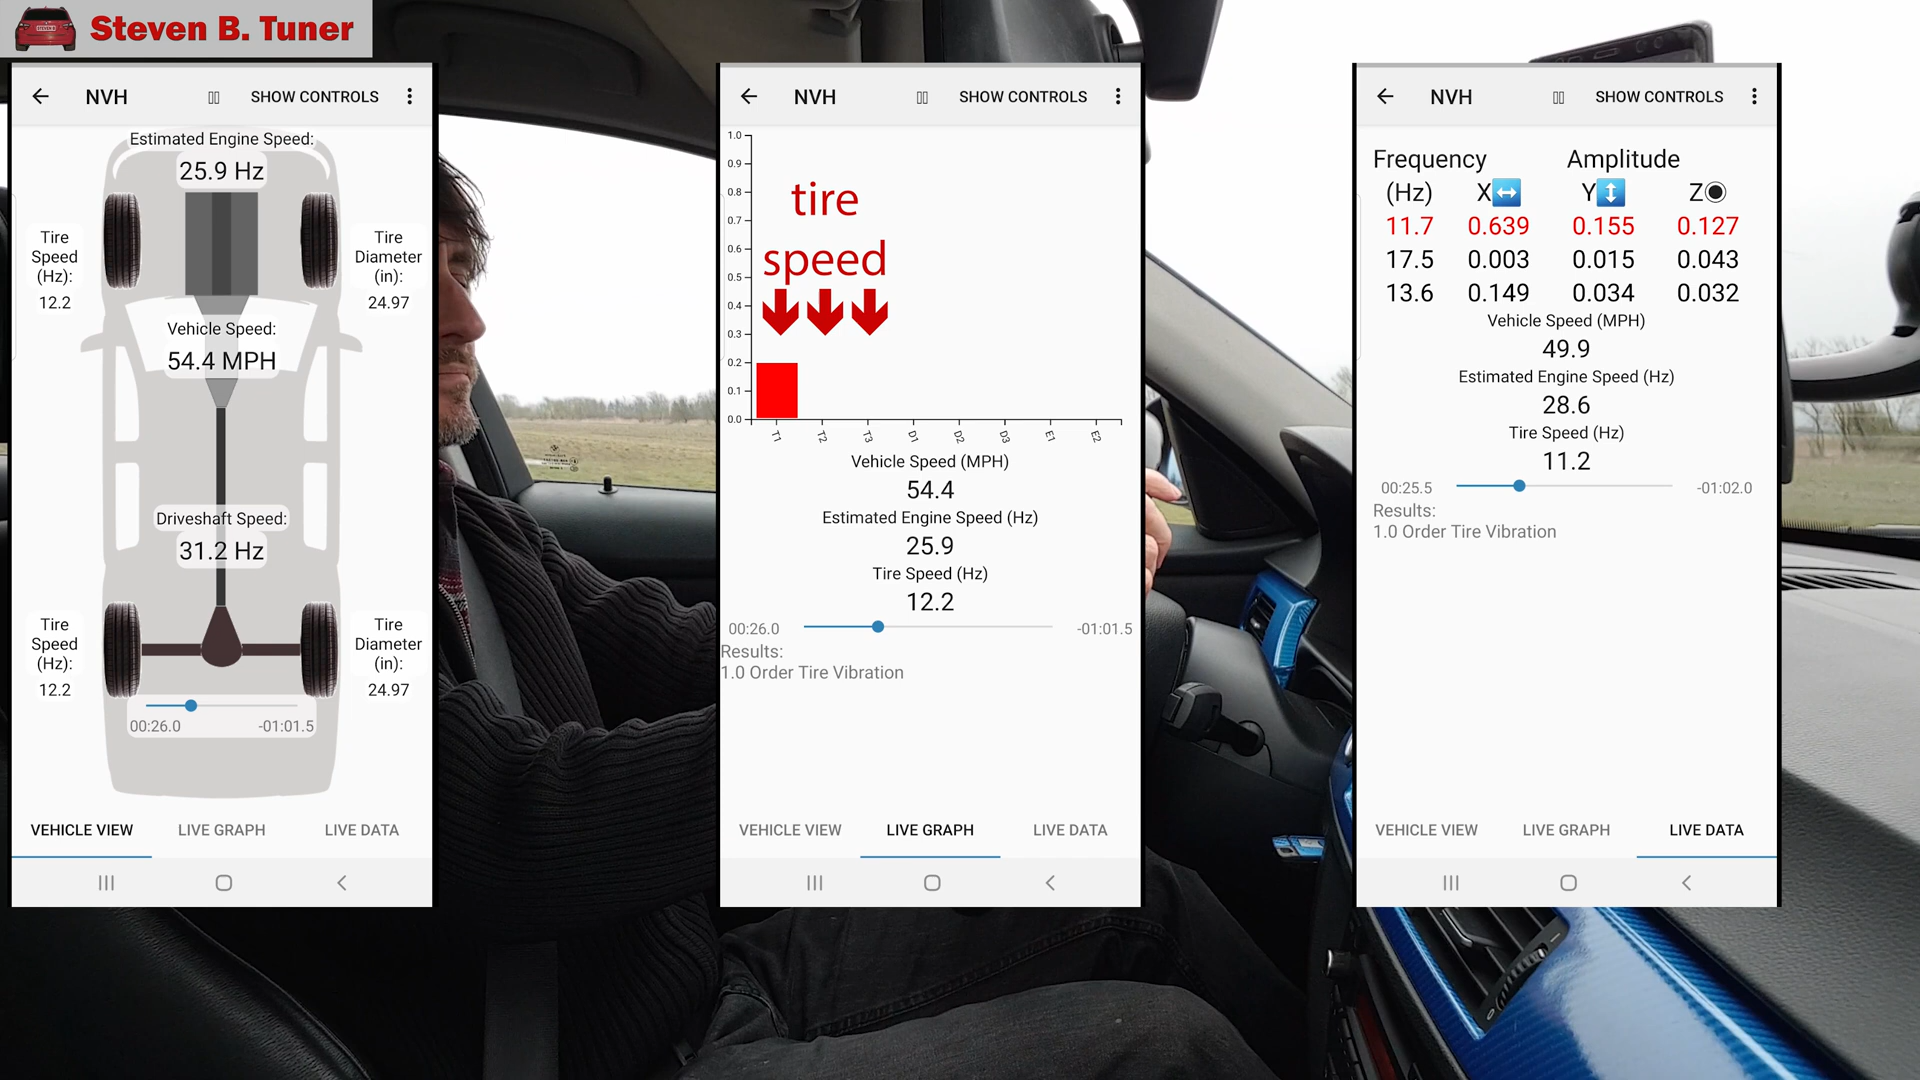 Steven B. Tuner
NVH
SHOW CONTROLS
Estimated Engine Speed:
25.9 Hz
Tire
Speed
(Hz):
12.2
Tire
Diameter
(in):
24.97
Vehicle Speed:
54.4 MPH
Driveshaft Speed:
31.2 Hz
Tire
Speed
(Hz):
12.2
Tire
Diameter
(in):
24.97
00:26.0 -01:01.5
VEHICLE VIEW LIVE GRAPH LIVE DATA
NVH
SHOW CONTROLS
1.0
0.9
0.8
0.7
0.6
0.5
0.4
0.3
0.2
0.1
0.0
tire
speed
T1 T2 T3 D1 D2 D3 E1 E2
Vehicle Speed (MPH)
54.4
Estimated Engine Speed (Hz)
25.9
Tire Speed (Hz)
12.2
00:26.0 -01:01.5
Results:
1.0 Order Tire Vibration
VEHICLE VIEW LIVE GRAPH LIVE DATA
NVH
SHOW CONTROLS
Frequency Amplitude
(Hz) X↔ Y↕ Z
11.7 0.639 0.155 0.127
17.5 0.003 0.015 0.043
13.6 0.149 0.034 0.032
Vehicle Speed (MPH)
49.9
Estimated Engine Speed (Hz)
28.6
Tire Speed (Hz)
11.2
00:25.5 -01:02.0
Results:
1.0 Order Tire Vibration
VEHICLE VIEW LIVE GRAPH LIVE DATA